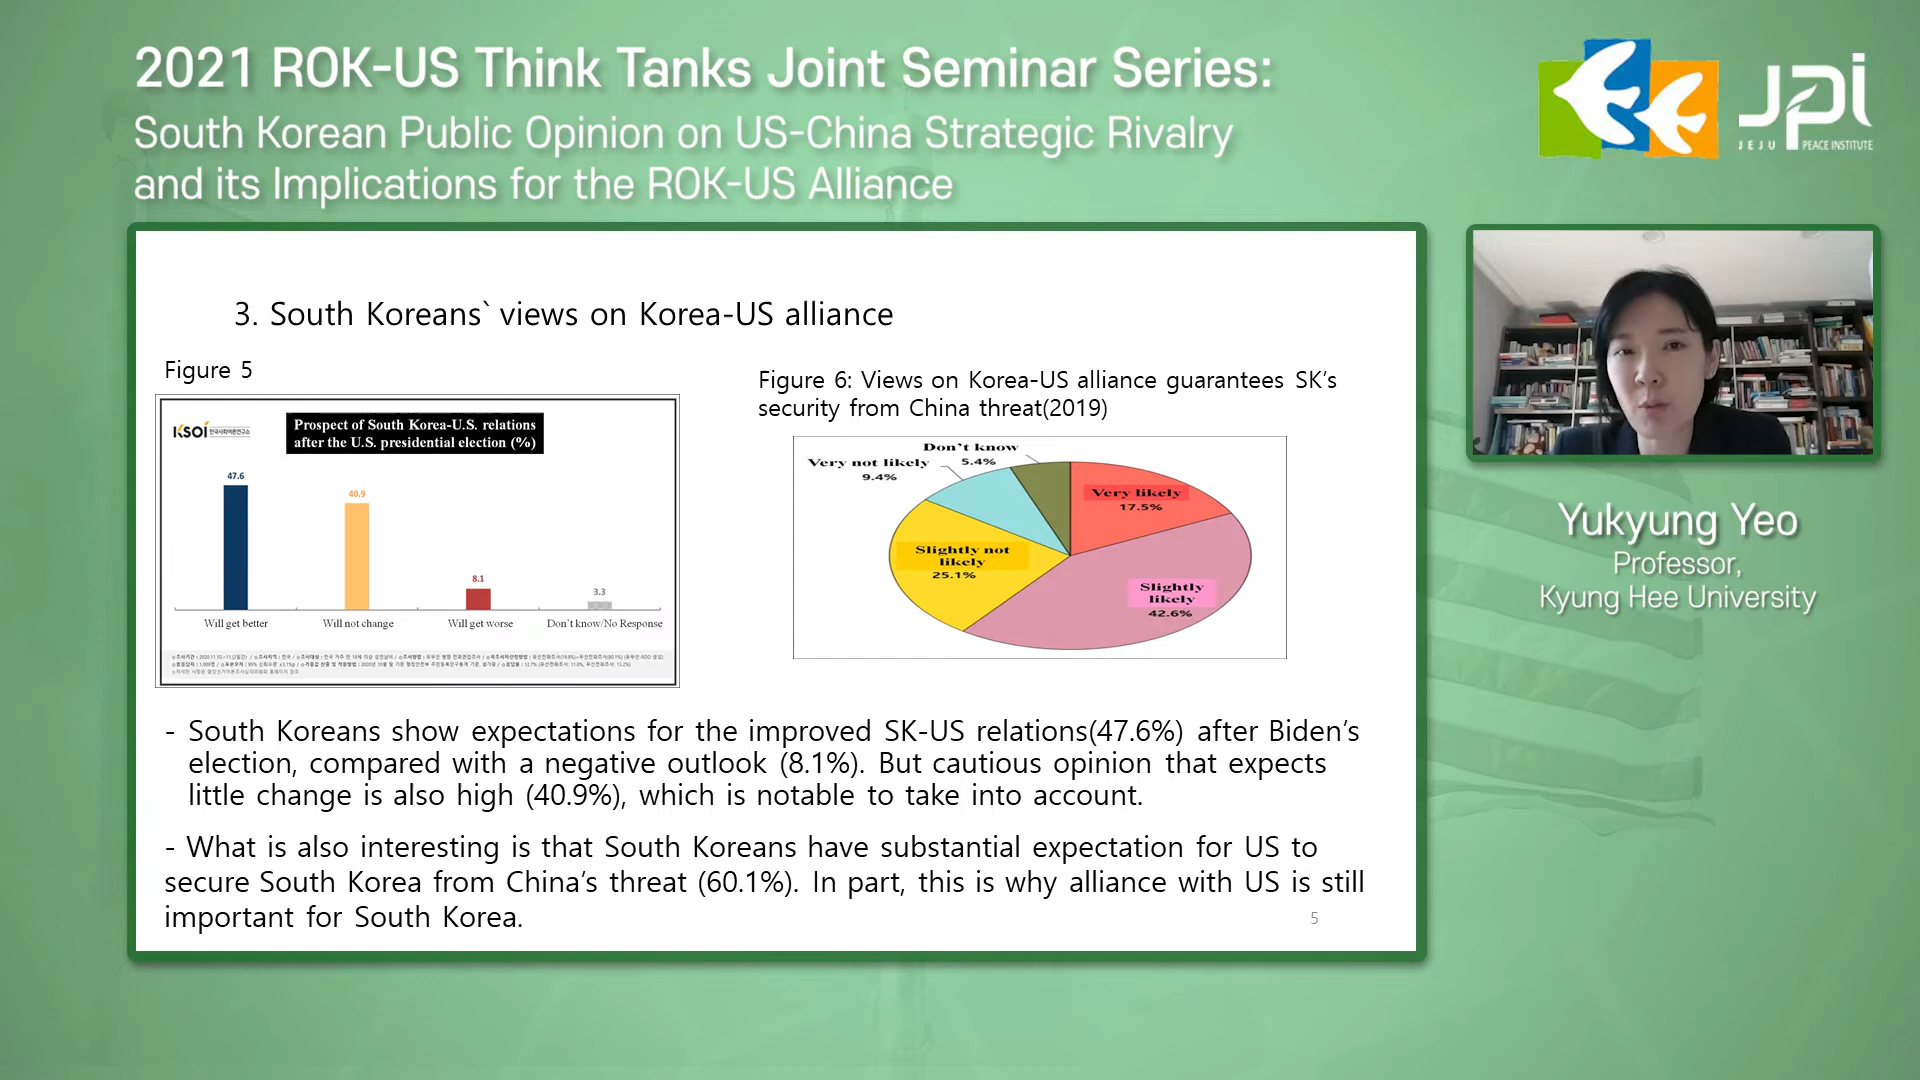 2021 ROK-US Think Tanks Joint Seminar Series:
South Korean Public Opinion on US-China Strategic Rivalry
and its Implications for the ROK-US Alliance
JPI
JEJU PEACE INSTITUTE
3. South Koreans` views on Korea-US alliance
Figure 5
KSOI 한국사회여론연구소
Prospect of South Korea-U.S. relations
after the U.S. presidential election (%)
47.6
40.9
8.1
3.3
Will get better
Will not change
Will get worse
Don't know/No Response
Figure 6: Views on Korea-US alliance guarantees SK's
security from China threat(2019)
Don't know
5.4%
Very not likely
9.4%
Very likely
17.5%
Slightly not
likely
25.1%
Slightly
likely
42.6%
- South Koreans show expectations for the improved SK-US relations(47.6%) after Biden's
election, compared with a negative outlook (8.1%). But cautious opinion that expects
little change is also high (40.9%), which is notable to take into account.
- What is also interesting is that South Koreans have substantial expectation for US to
secure South Korea from China's threat (60.1%). In part, this is why alliance with US is still
important for South Korea.
5
Yukyung Yeo
Professor,
Kyung Hee University